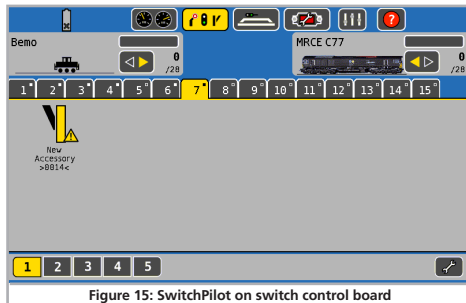 Bemo
0
/28
MRCE C77
0
/28
1 2 3 4 5 6 7 8 9 10 11 12 13 14 15
New
Accessory
>0014<
1 2 3 4 5
Figure 15: SwitchPilot on switch control board